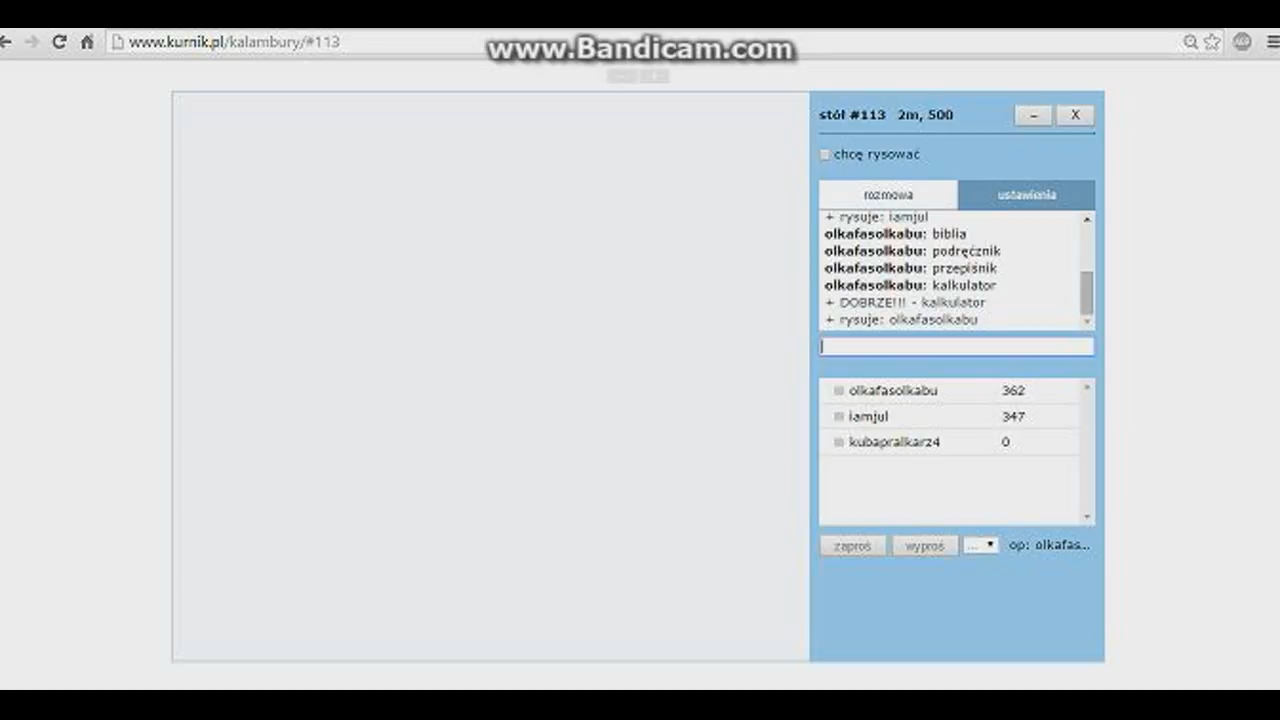 www.kurnik.pl/kalambury/#113
www.Bandicam.com
stół #113 2m, 500
– X
chcę rysować
rozmowa ustawienia
+ rysuje: iamjul
olkafasolkabu: biblia
olkafasolkabu: podręćznik
olkafasolkabu: przepiśnik
olkafasolkabu: kalkulator
+ DOBRZE!!! - kalkulator
+ rysuje: olkafasolkabu
olkafasolkabu 362
iamjul 347
kubapralkarz4 0
zaproś wyproś ... op: olkafas...